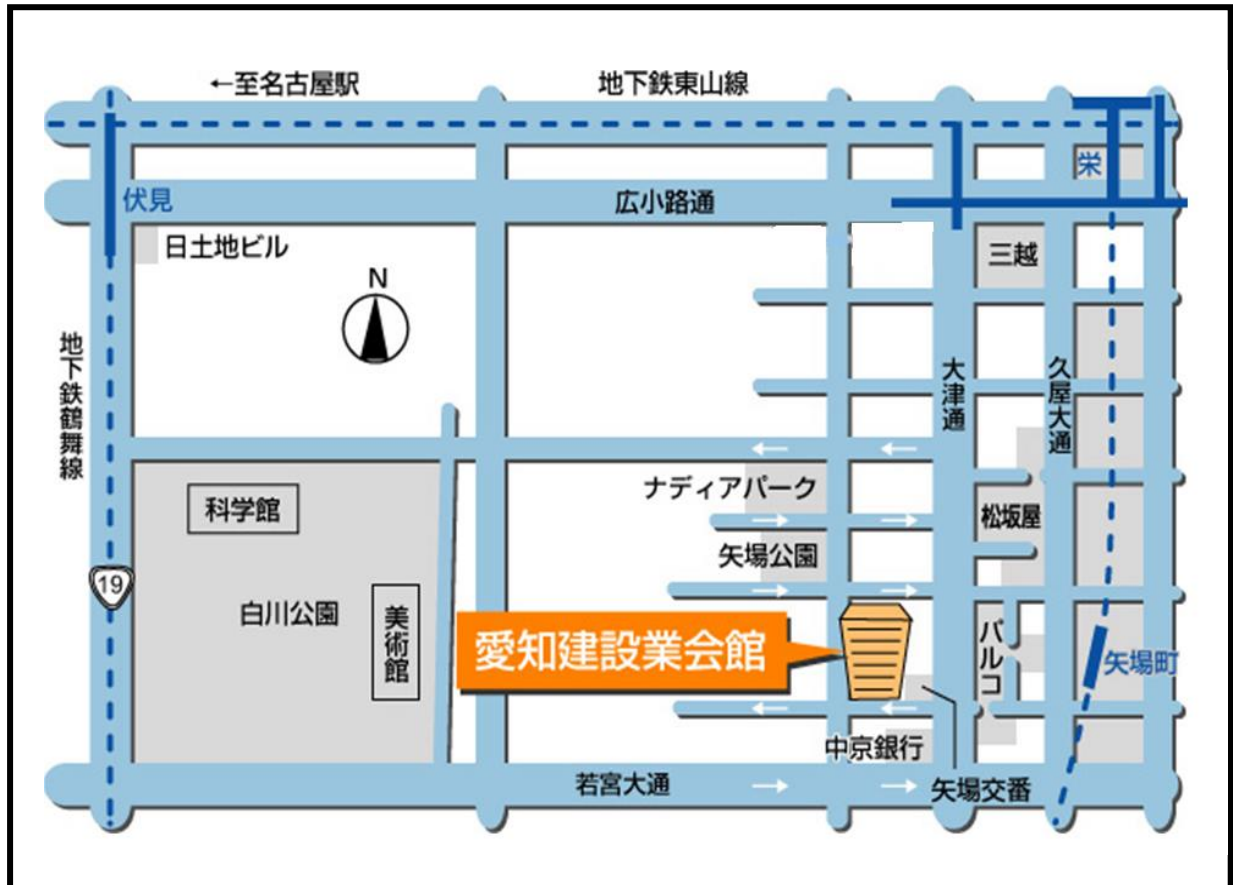 ←至名古屋駅
地下鉄東山線
栄
伏見
広小路通
日土地ビル
三越
N
地下鉄鶴舞線
大津通
久屋大通
ナディアパーク
科学館
松坂屋
矢場公園
19
白川公園
美術館
愛知建設業会館
パルコ
矢場町
中京銀行
若宮大通
矢場交番